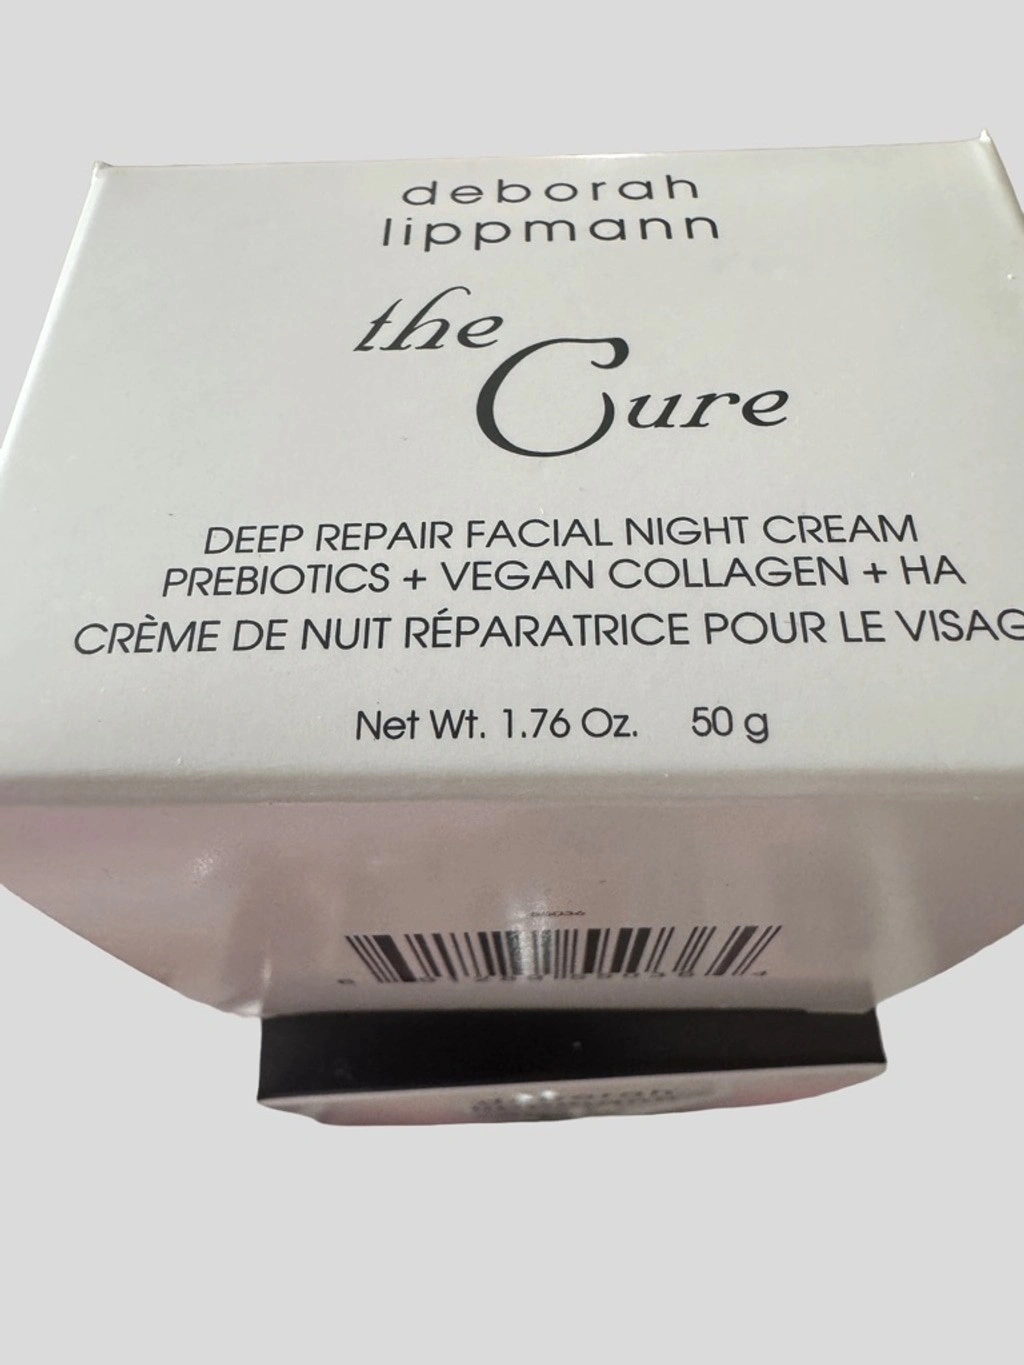 deborah
lippmann
the
Cure
DEEP REPAIR FACIAL NIGHT CREAM
PREBIOTICS + VEGAN COLLAGEN + HA
CRÈME DE NUIT RÉPARATRICE POUR LE VISAG
Net Wt. 1.76 Oz. 50 g